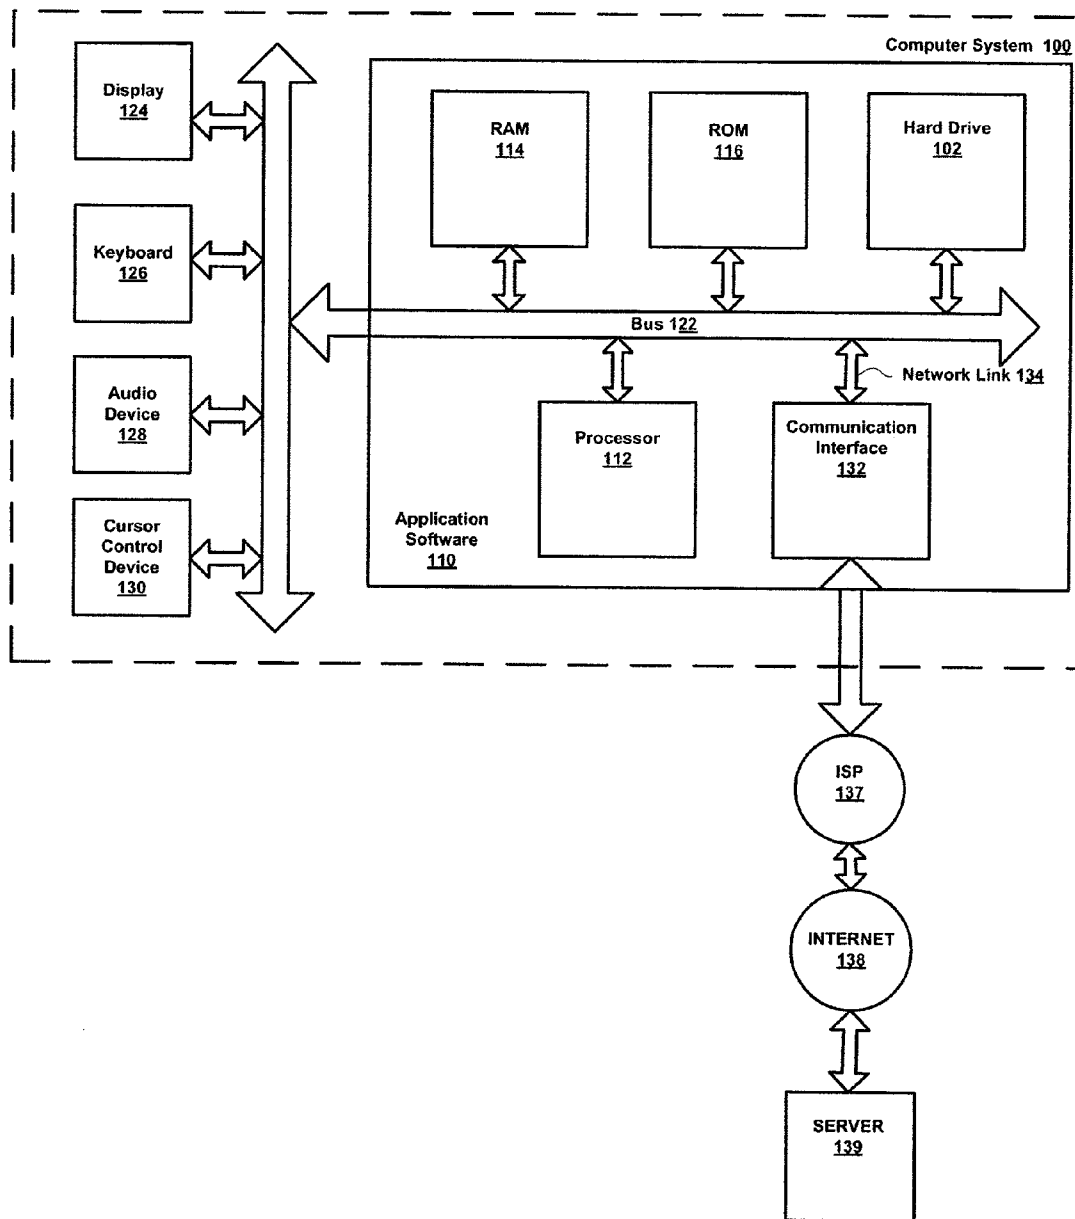 Computer System 100
Display
124
RAM
114
ROM
116
Hard Drive
102
Keyboard
126
Bus 122
Network Link 134
Audio
Device
128
Processor
112
Communication
Interface
132
Cursor
Control
Device
130
Application
Software
110
ISP
137
INTERNET
138
SERVER
139